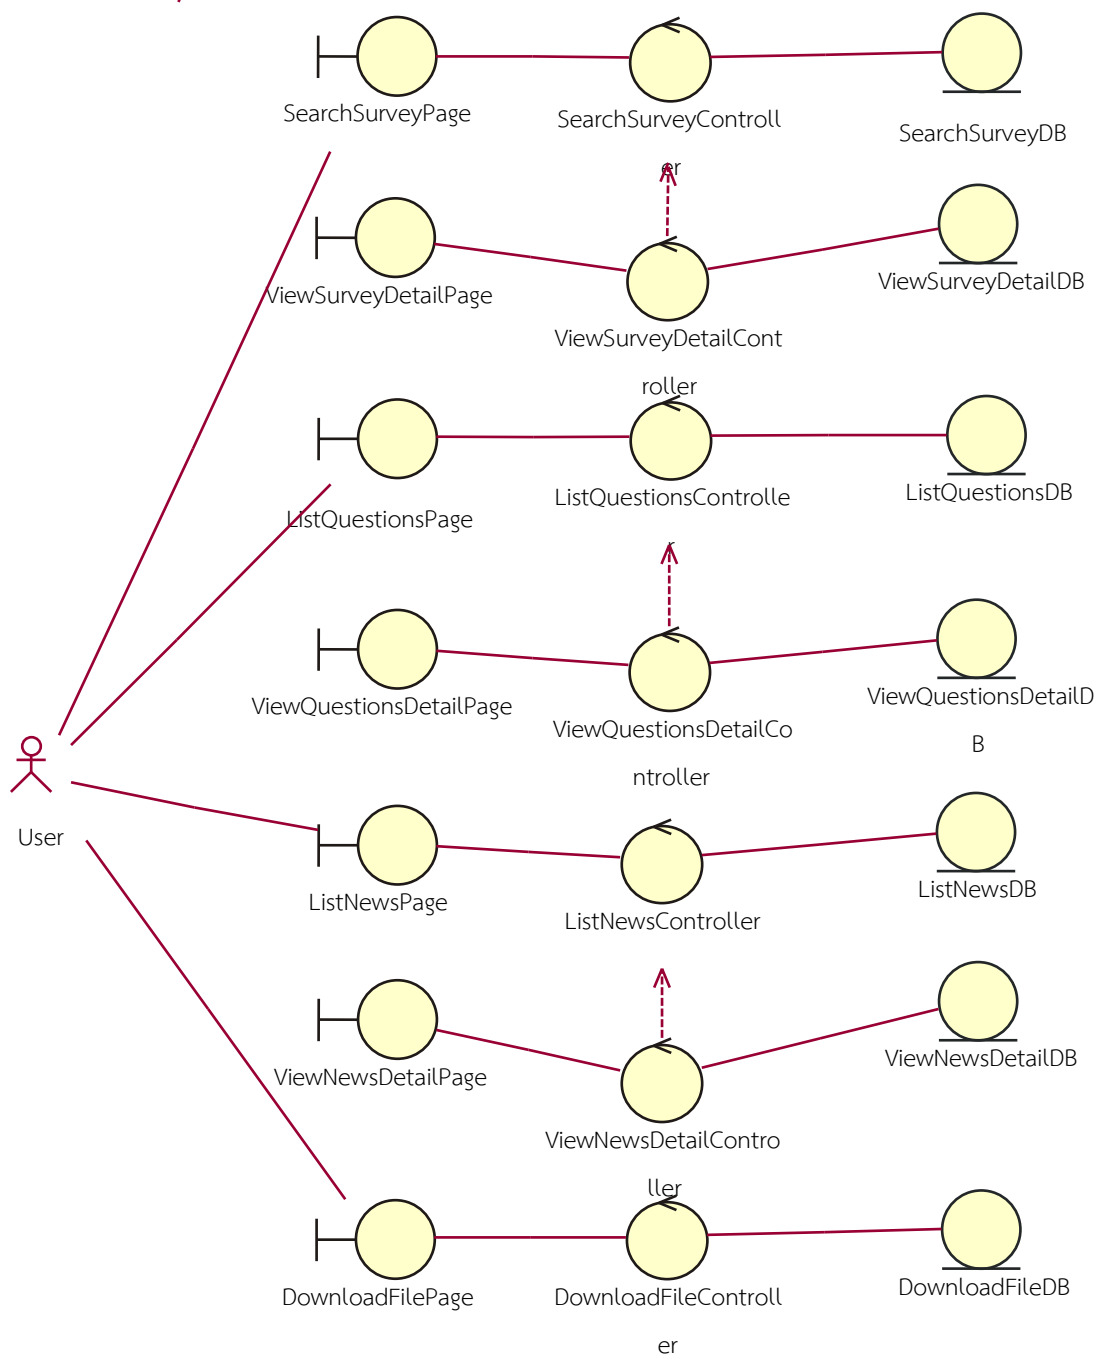 SearchSurveyPage
SearchSurveyControll
er
SearchSurveyDB
ViewSurveyDetailPage
ViewSurveyDetailCont
roller
ViewSurveyDetailDB
ListQuestionsPage
ListQuestionsControlle
r
ListQuestionsDB
ViewQuestionsDetailPage
ViewQuestionsDetailCo
ntroller
ViewQuestionsDetailD
B
User
ListNewsPage
ListNewsController
ListNewsDB
ViewNewsDetailPage
ViewNewsDetailContro
ller
ViewNewsDetailDB
DownloadFilePage
DownloadFileControll
er
DownloadFileDB